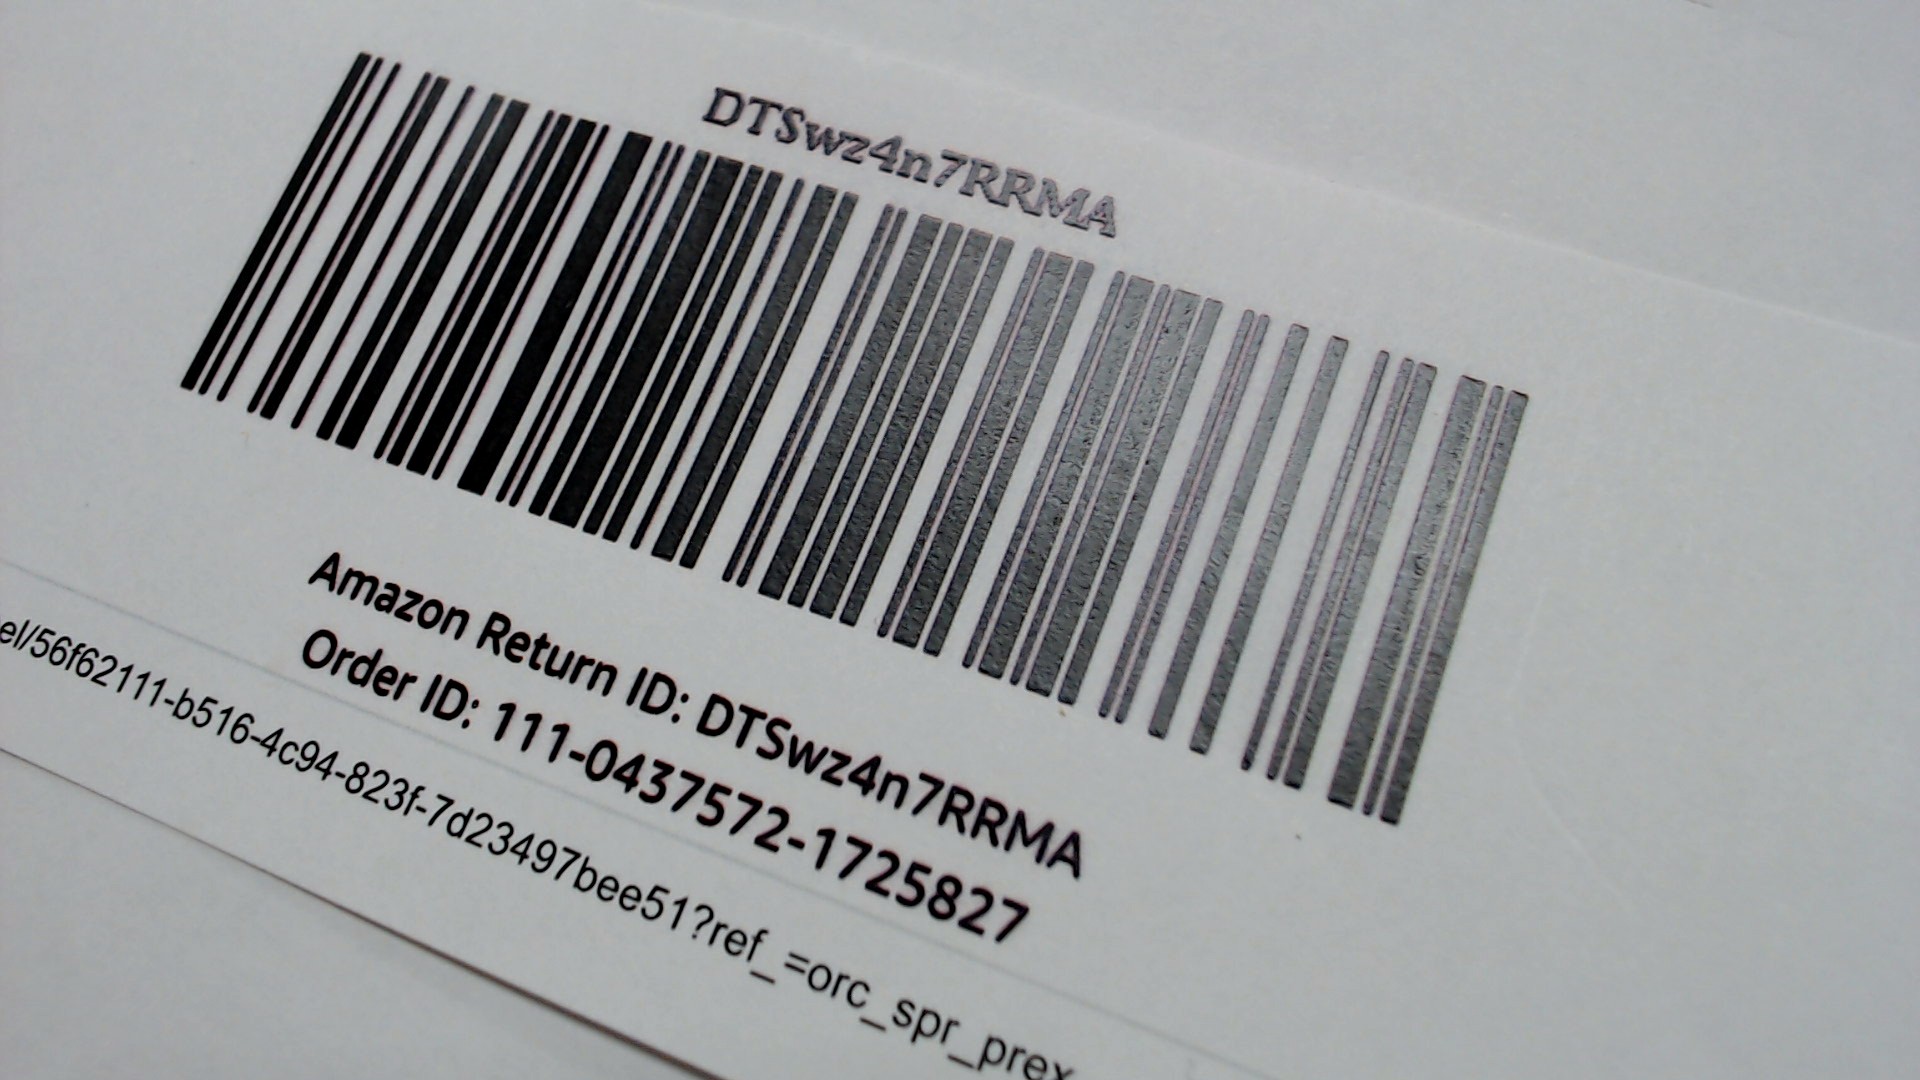 DTSwz4n7RRMA
Amazon Return ID: DTSwz4n7RRMA
Order ID: 111-0437572-1725827
el/56f62111-b516-4c94-823f-7d23497bee51?ref_=orc_spr_prex